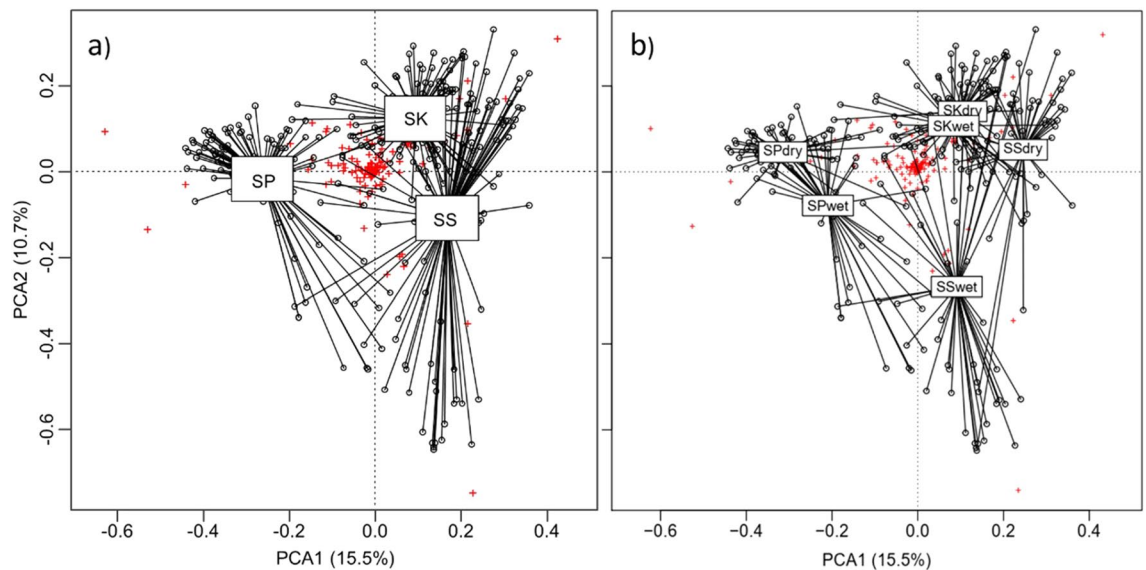 a)
b)
SK
SP
SS
SKdry
SKwet
SPdry
SSdry
SPwet
SSwet
PCA2 (10.7%)
0.2
0.0
-0.2
-0.4
-0.6
-0.6 -0.4 -0.2 0.0 0.2 0.4
PCA1 (15.5%)
−0.6 −0.4 −0.2 0.0 0.2 0.4
PCA1 (15.5%)